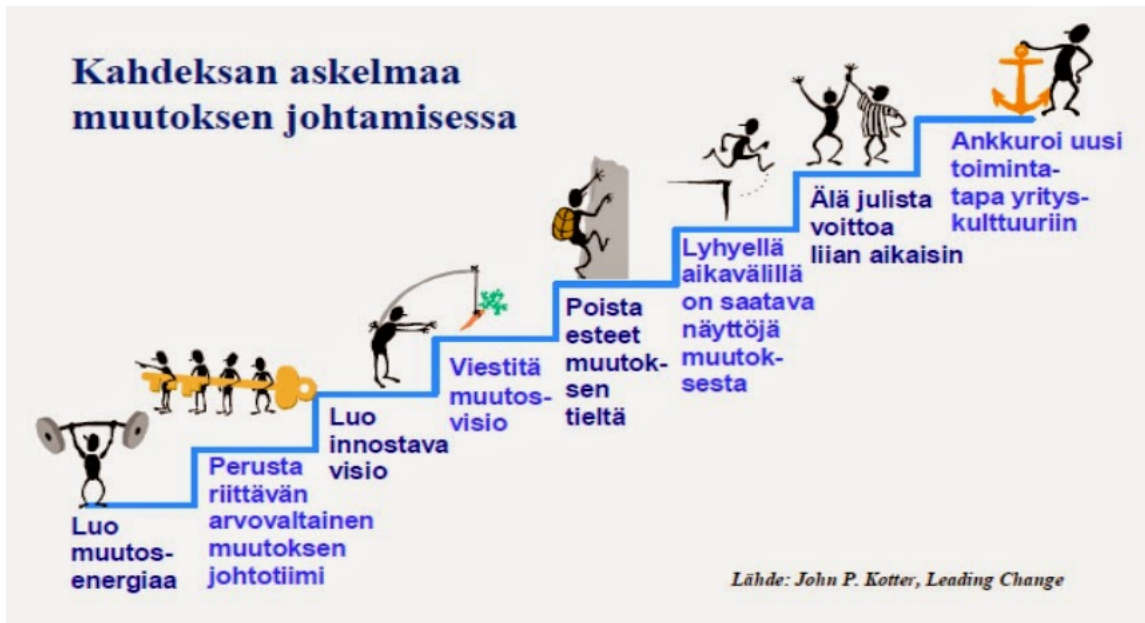 Kahdeksan askelmaa
muutoksen johtamisessa
Luo
muutos-
energiaa
Perusta
riittävän
arvovaltainen
muutoksen
johtotiimi
Luo
innostava
visio
Viestitä
muutos-
visio
Poista
esteet
muutok-
sen
tieltä
Lyhyellä
aikavälillä
on saatava
näyttöjä
muutok-
sesta
Älä julista
voittoa
liian aikaisin
Ankkuroi uusi
toiminta-
tapa yritys-
kulttuuriin
Lähde: John P. Kotter, Leading Change